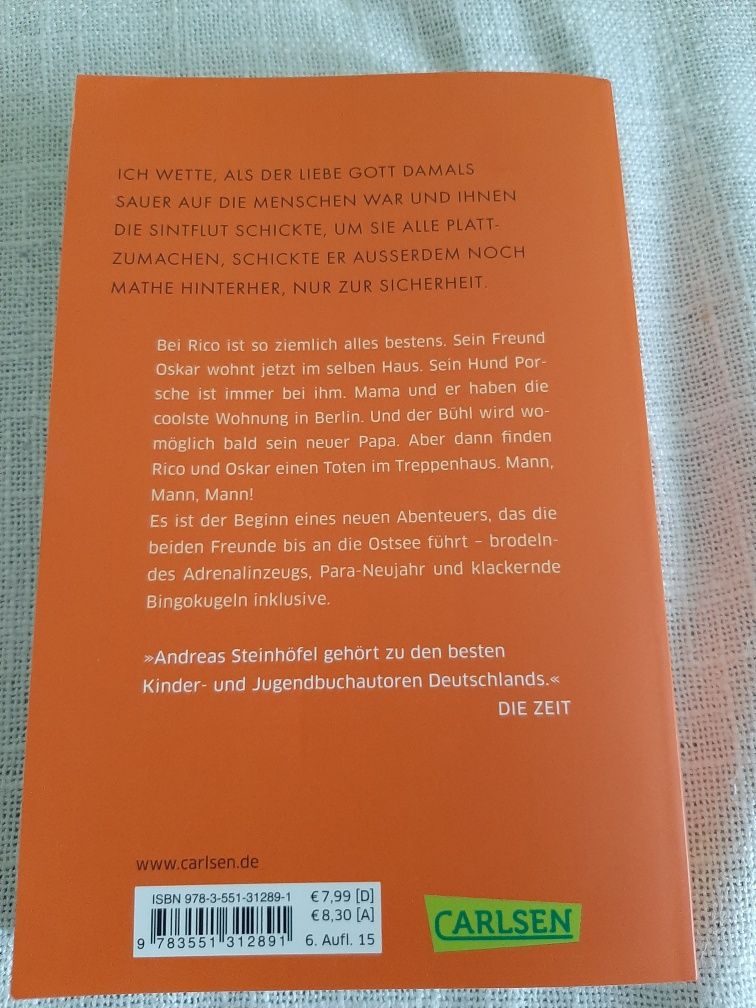 ICH WETTE, ALS DER LIEBE GOTT DAMALS
SAUER AUF DIE MENSCHEN WAR UND IHNEN
DIE SINTFLUT SCHICKTE, UM SIE ALLE PLATT-
ZUMACHEN, SCHICKTE ER AUSSERDEM NOCH
MATHE HINTERHER, NUR ZUR SICHERHEIT.
Bei Rico ist so ziemlich alles bestens. Sein Freund
Oskar wohnt jetzt im selben Haus. Sein Hund Por-
sche ist immer bei ihm. Mama und er haben die
coolste Wohnung in Berlin. Und der Bühl wird wo-
möglich bald sein neuer Papa. Aber dann finden
Rico und Oskar einen Toten im Treppenhaus. Mann,
Mann, Mann!
Es ist der Beginn eines neuen Abenteuers, das die
beiden Freunde bis an die Ostsee führt – brodeln-
des Adrenalinzeugs, Para-Neujahr und klackernde
Bingokugeln inklusive.
»Andreas Steinhöfel gehört zu den besten
Kinder- und Jugendbuchautoren Deutschlands.«
DIE ZEIT
www.carlsen.de
ISBN 978-3-551-31289-1
€ 7,99 [D]
€ 8,30 [A]
9 783551 312891
6. Aufl. 15
CARLSEN